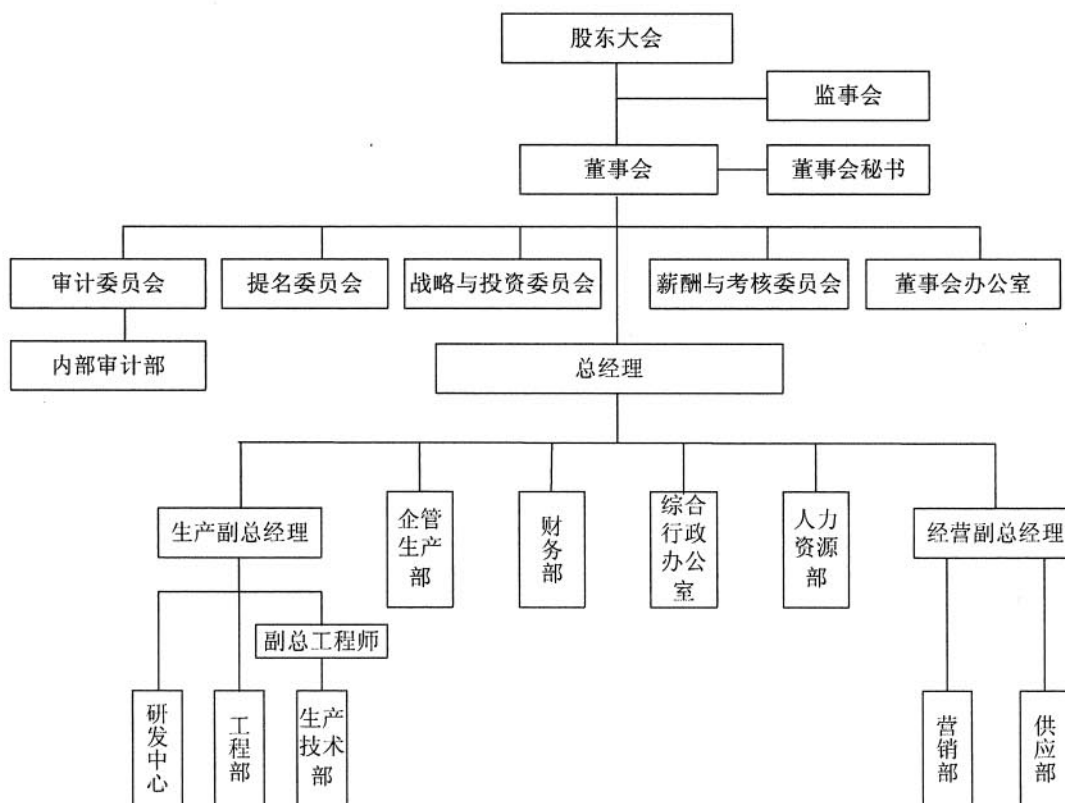 股东大会
监事会
董事会
董事会秘书
审计委员会
提名委员会
战略与投资委员会
薪酬与考核委员会
董事会办公室
内部审计部
总经理
生产副总经理
企管
生产
部
财
务
部
综合
行政
办公
室
人力
资源
部
经营副总经理
副总工程师
研
发
中
心
工
程
部
生产
技术
部
营
销
部
供
应
部